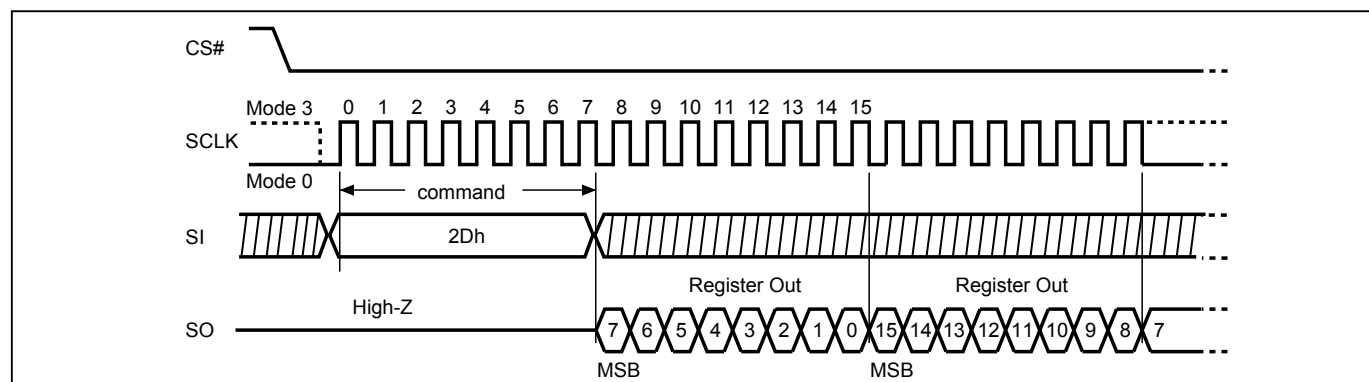 CS#
Mode 3 0 1 2 3 4 5 6 7 8 9 10 11 12 13 14 15
SCLK
Mode 0
command
SI 2Dh
Register Out Register Out
High-Z
SO 7 6 5 4 3 2 1 0 15 14 13 12 11 10 9 8 7
MSB MSB